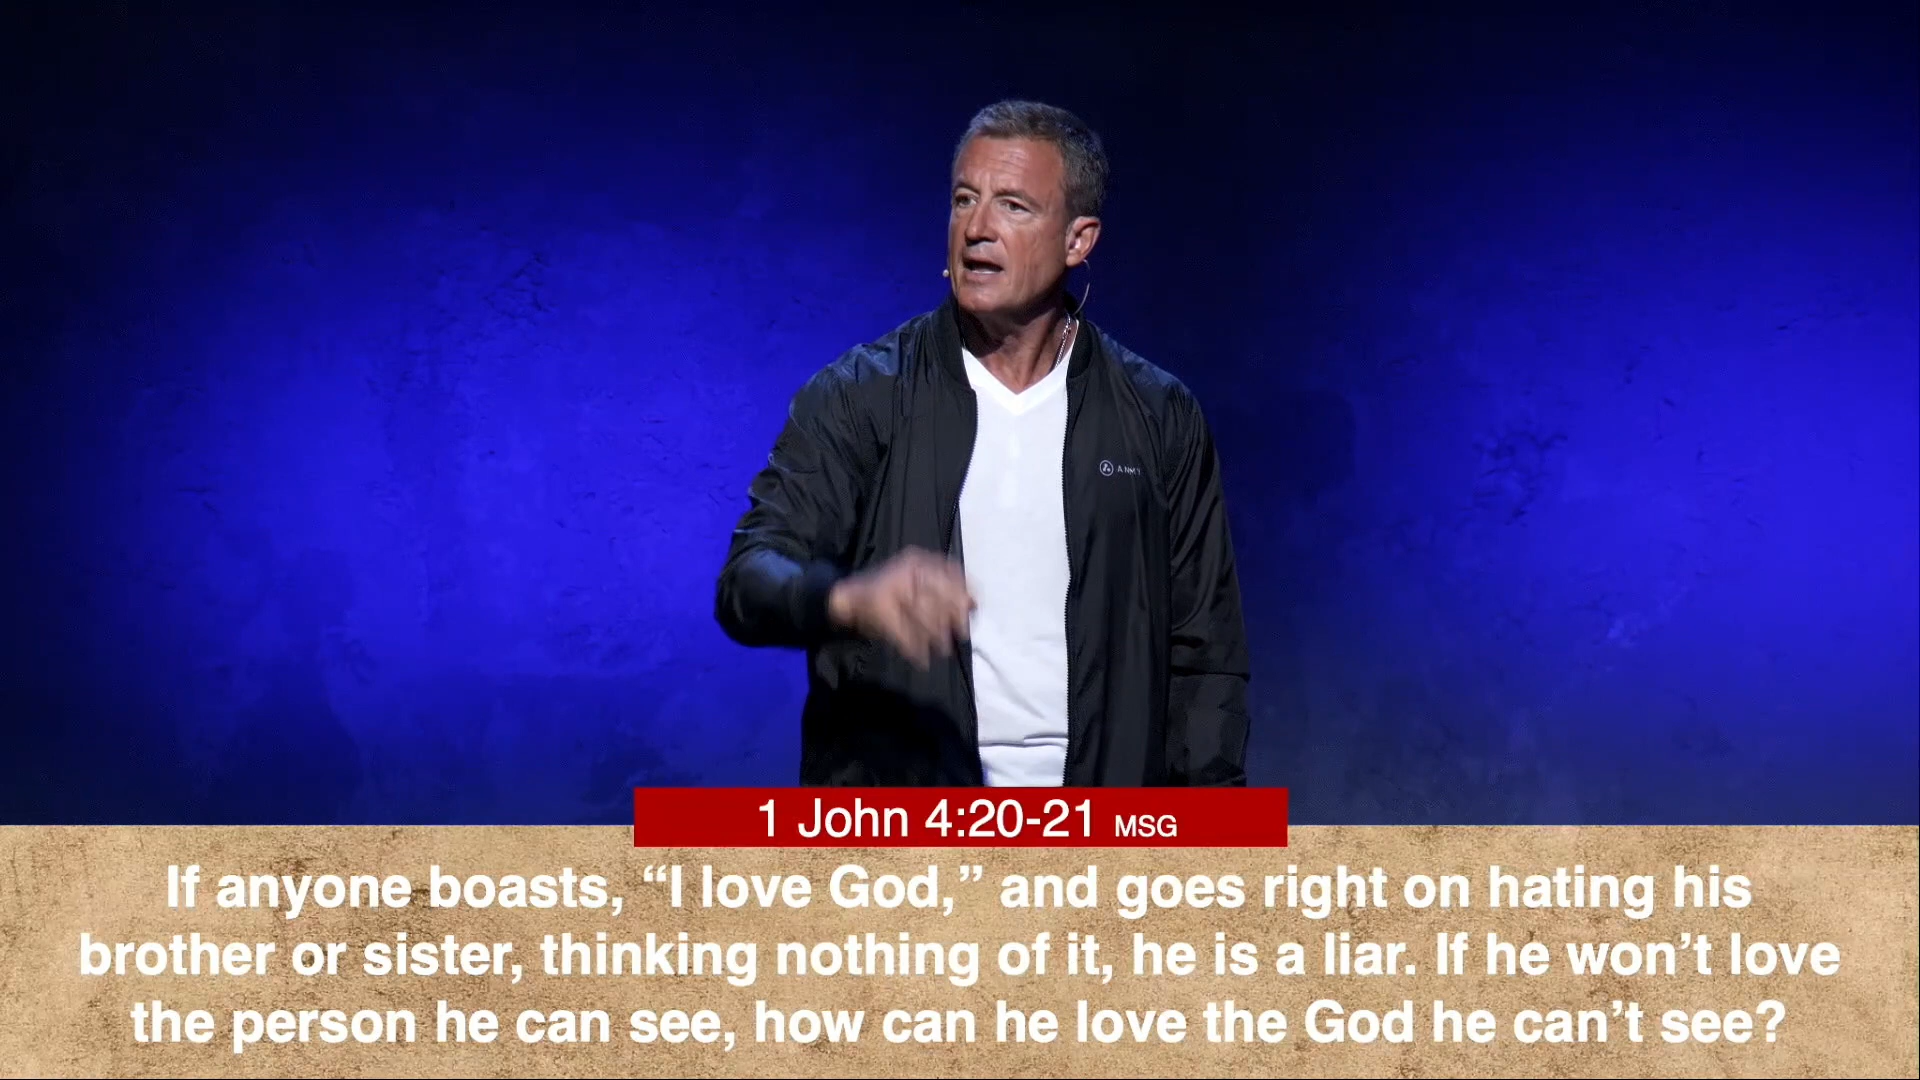 1 John 4:20-21 MSG
If anyone boasts, “I love God,” and goes right on hating his
brother or sister, thinking nothing of it, he is a liar. If he won’t love
the person he can see, how can he love the God he can’t see?